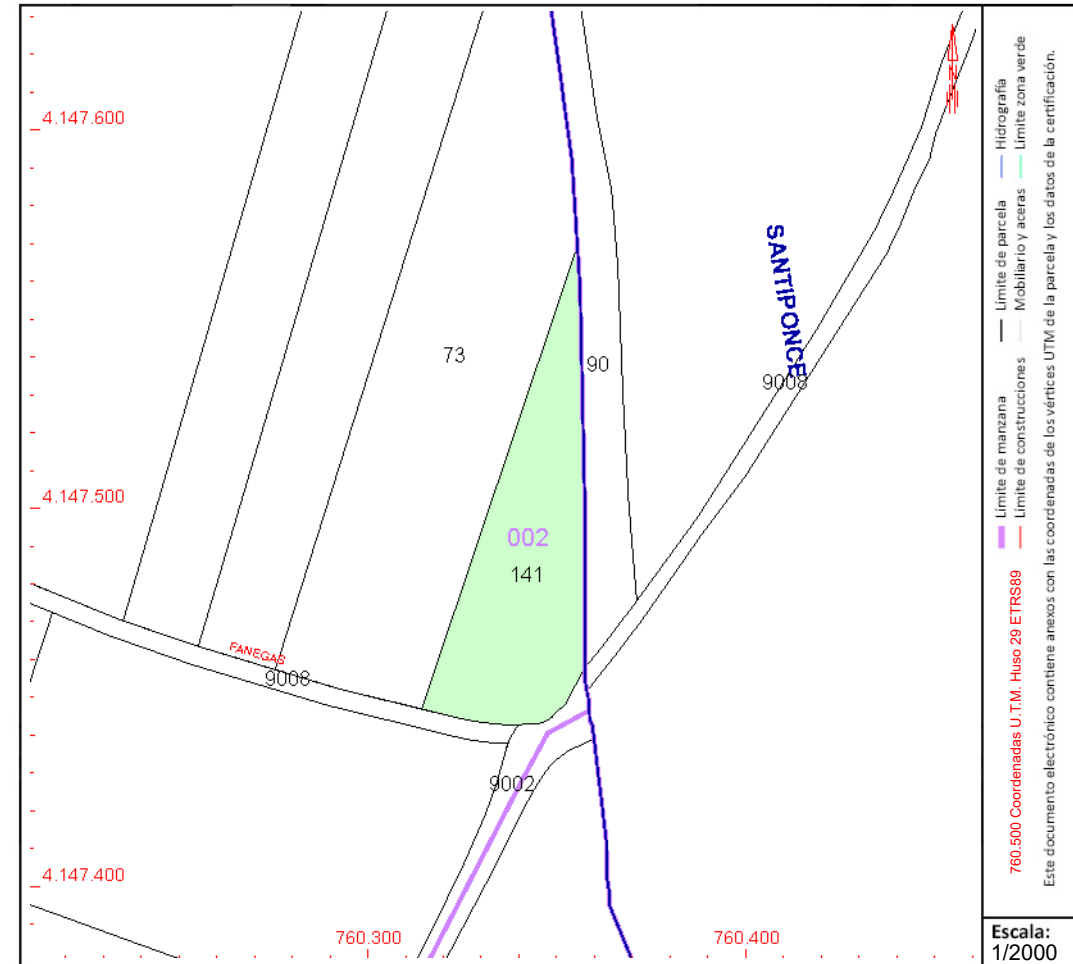 4.147.600
SANTIPONCE
73
90
9008
4.147.500
002
141
FANEGAS
9008
9002
4.147.400
760.300
760.400
Límite de manzana
Límite de parcela
Hidrografía
760.500 Coordenadas U.T.M. Huso 29 ETRS89
Límite de construcciones
Mobiliario y aceras
Límite zona verde
Este documento electrónico contiene anexos con las coordenadas de los vértices UTM de la parcela y los datos de la certificación.
Escala:
1/2000